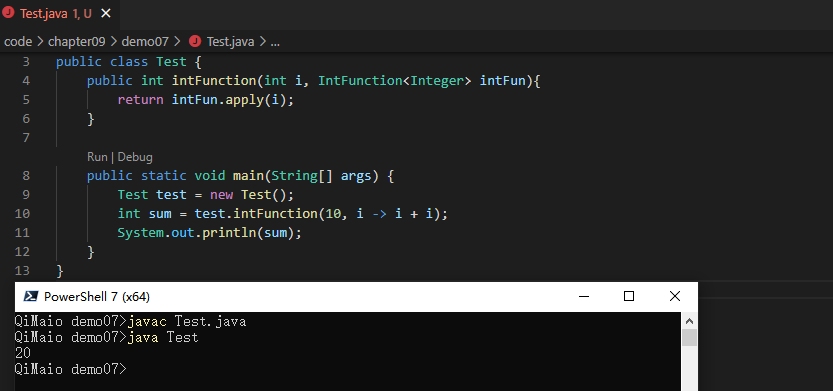 Test.java 1, U
code > chapter09 > demo07 > Test.java > ...
3 public class Test {
4 public int intFunction(int i, IntFunction<Integer> intFun){
5 return intFun.apply(i);
6 }
7
Run | Debug
8 public static void main(String[] args) {
9 Test test = new Test();
10 int sum = test.intFunction(10, i -> i + i);
11 System.out.println(sum);
12 }
13 }
PowerShell 7 (x64)
QiMaio demo07>javac Test.java
QiMaio demo07>java Test
20
QiMaio demo07>